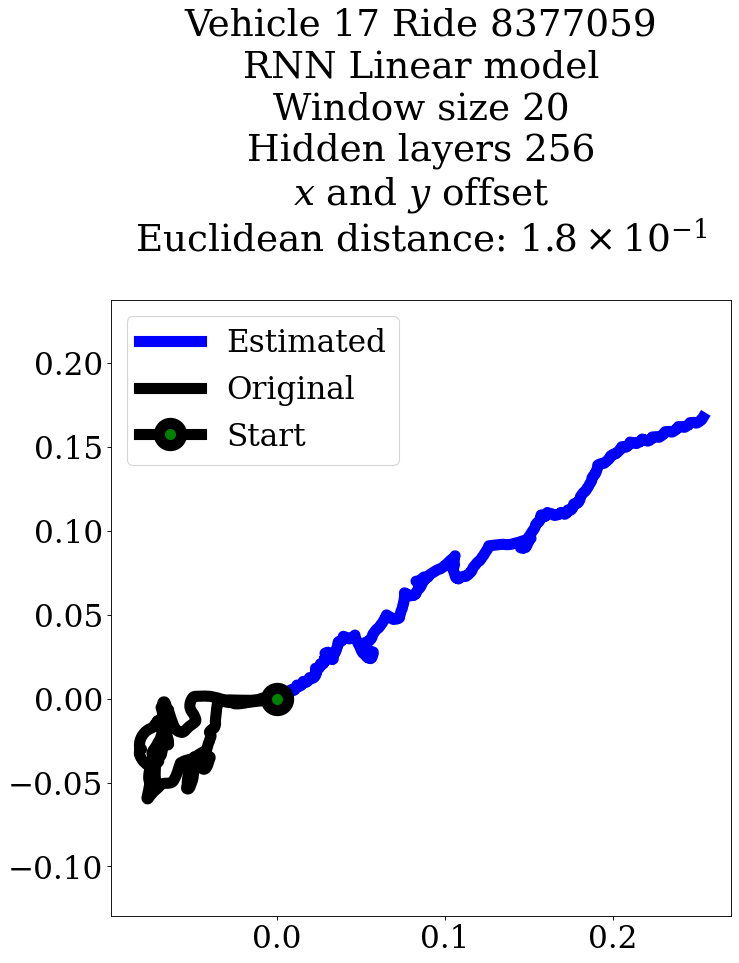 Vehicle 17 Ride 8377059
RNN Linear model
Window size 20
Hidden layers 256
x and y offset
Euclidean distance: 1.8 × 10⁻¹
Estimated
Original
Start
0.20
0.15
0.10
0.05
0.00
−0.05
−0.10
0.0 0.1 0.2